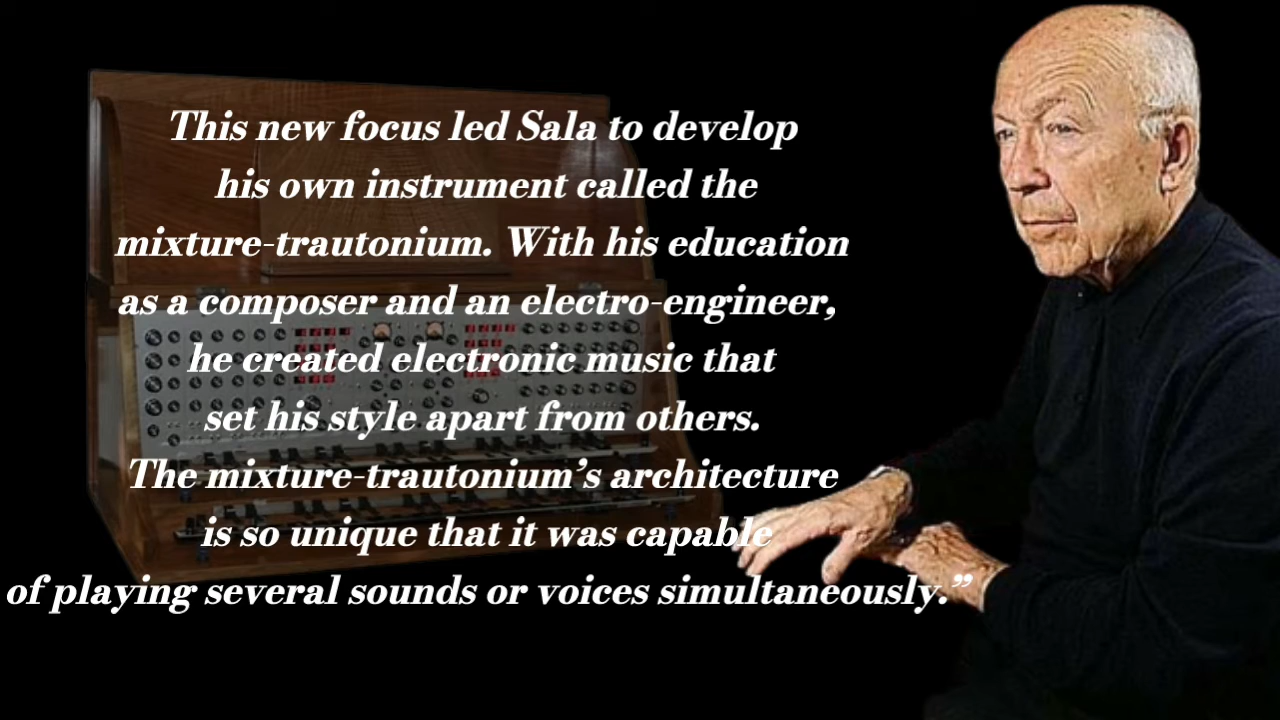 This new focus led Sala to develop
his own instrument called the
mixture-trautonium. With his education
as a composer and an electro-engineer,
he created electronic music that
set his style apart from others.
The mixture-trautonium’s architecture
is so unique that it was capable
of playing several sounds or voices simultaneously.”